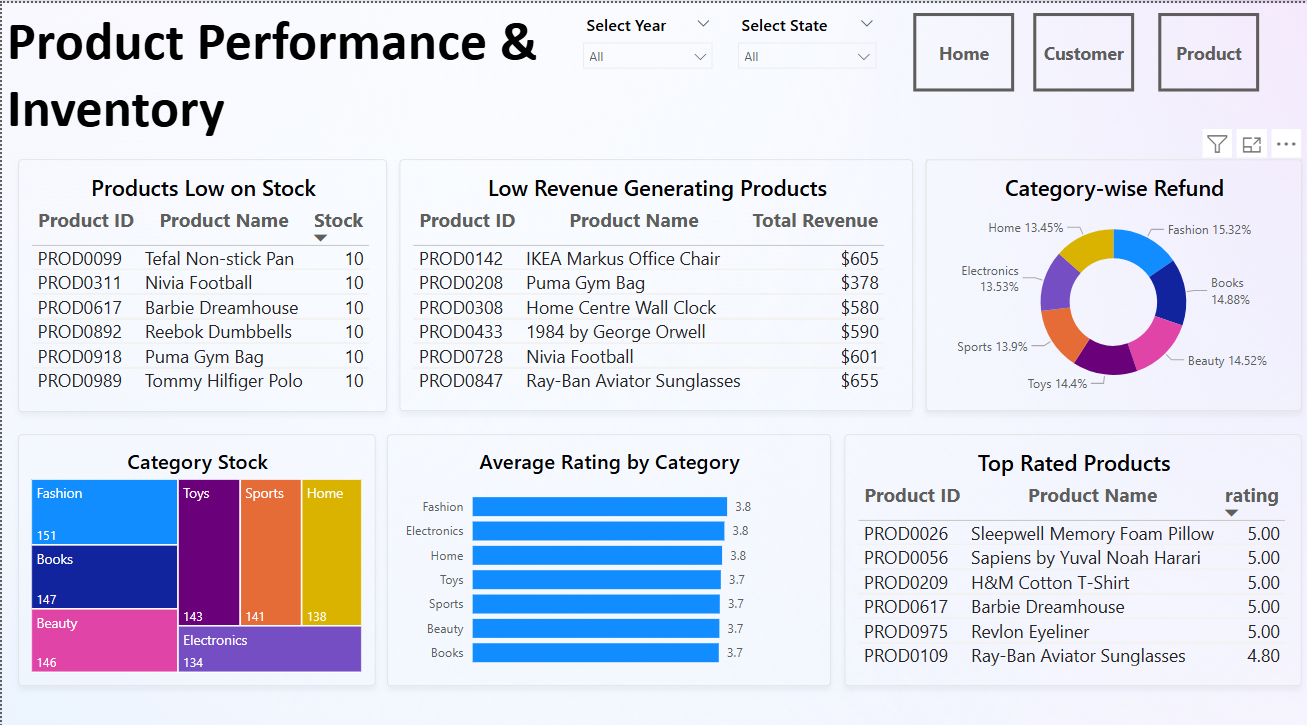 Product Performance &
Inventory
Select Year
All
Select State
All
Home
Customer
Product
Products Low on Stock
Product ID Product Name Stock
PROD0099 Tefal Non-stick Pan 10
PROD0311 Nivia Football 10
PROD0617 Barbie Dreamhouse 10
PROD0892 Reebok Dumbbells 10
PROD0918 Puma Gym Bag 10
PROD0989 Tommy Hilfiger Polo 10
Low Revenue Generating Products
Product ID Product Name Total Revenue
PROD0142 IKEA Markus Office Chair $605
PROD0208 Puma Gym Bag $378
PROD0308 Home Centre Wall Clock $580
PROD0433 1984 by George Orwell $590
PROD0728 Nivia Football $601
PROD0847 Ray-Ban Aviator Sunglasses $655
Category-wise Refund
Home 13.45%
Fashion 15.32%
Electronics
13.53%
Books
14.88%
Sports 13.9%
Beauty 14.52%
Toys 14.4%
Category Stock
Fashion
151
Books
147
Beauty
146
Toys
143
Sports
141
Home
138
Electronics
134
Average Rating by Category
Fashion 3.8
Electronics 3.8
Home 3.8
Toys 3.7
Sports 3.7
Beauty 3.7
Books 3.7
Top Rated Products
Product ID Product Name rating
PROD0026 Sleepwell Memory Foam Pillow 5.00
PROD0056 Sapiens by Yuval Noah Harari 5.00
PROD0209 H&M Cotton T-Shirt 5.00
PROD0617 Barbie Dreamhouse 5.00
PROD0975 Revlon Eyeliner 5.00
PROD0109 Ray-Ban Aviator Sunglasses 4.80